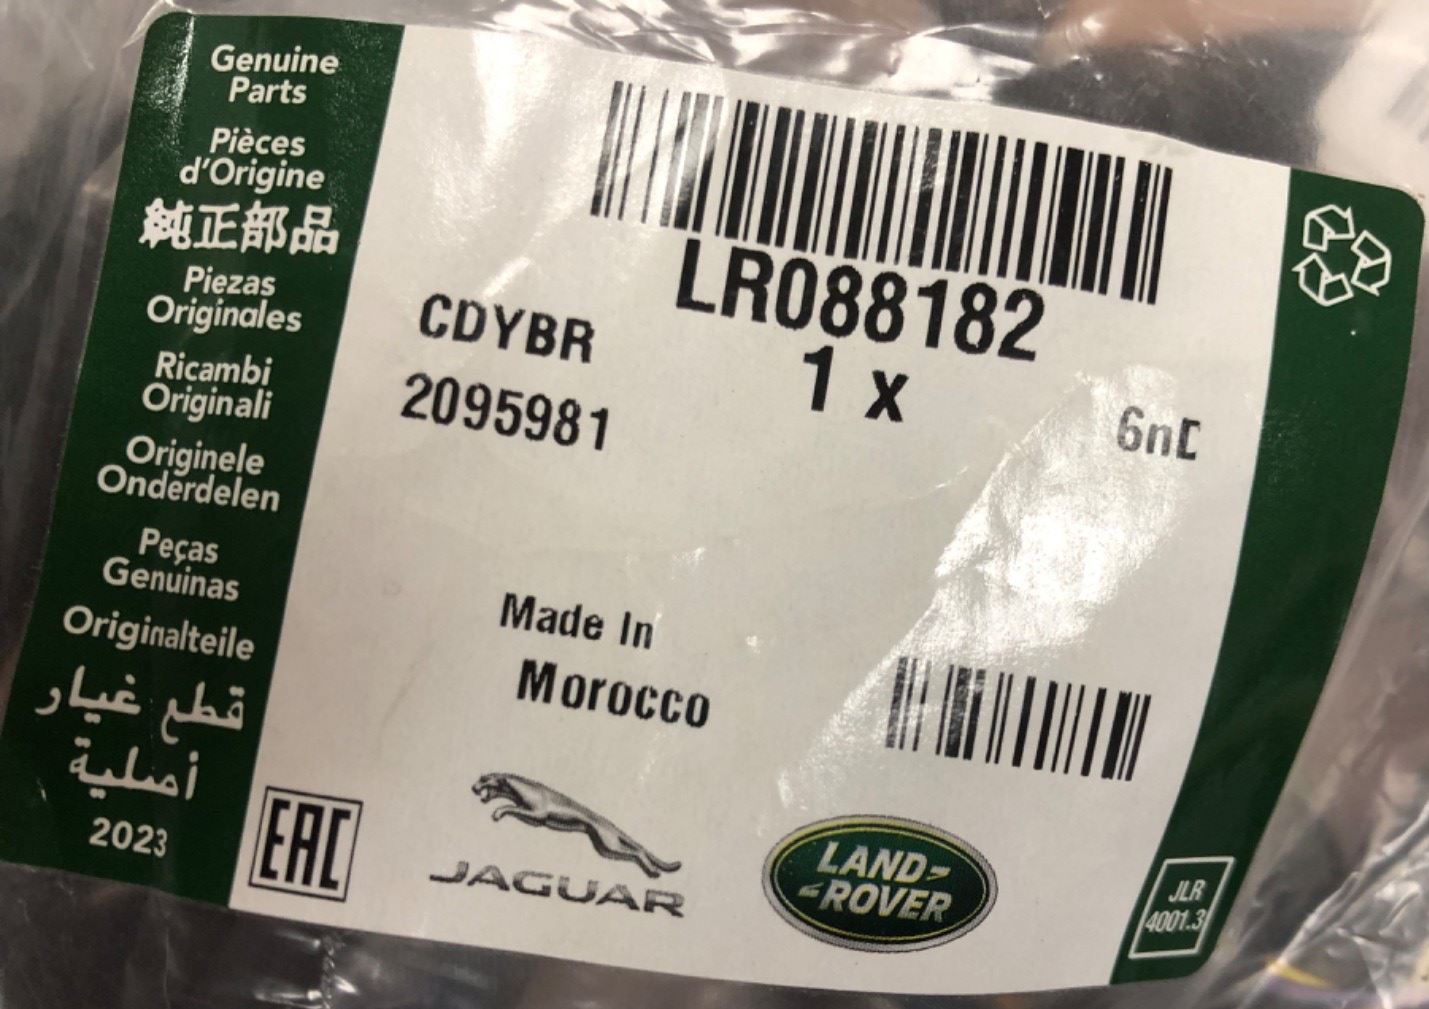 Genuine
Parts
Pièces
d'Origine
純正部品
Piezas
Originales
Ricambi
Originali
Originele
Onderdelen
Peças
Genuinas
Originalteile
قطع غيار
أصلية
2023
LR088182
1 x
CDYBR
2095981
6nC
Made In
Morocco
EAC
JAGUAR
LAND
ROVER
JLR
4001.3